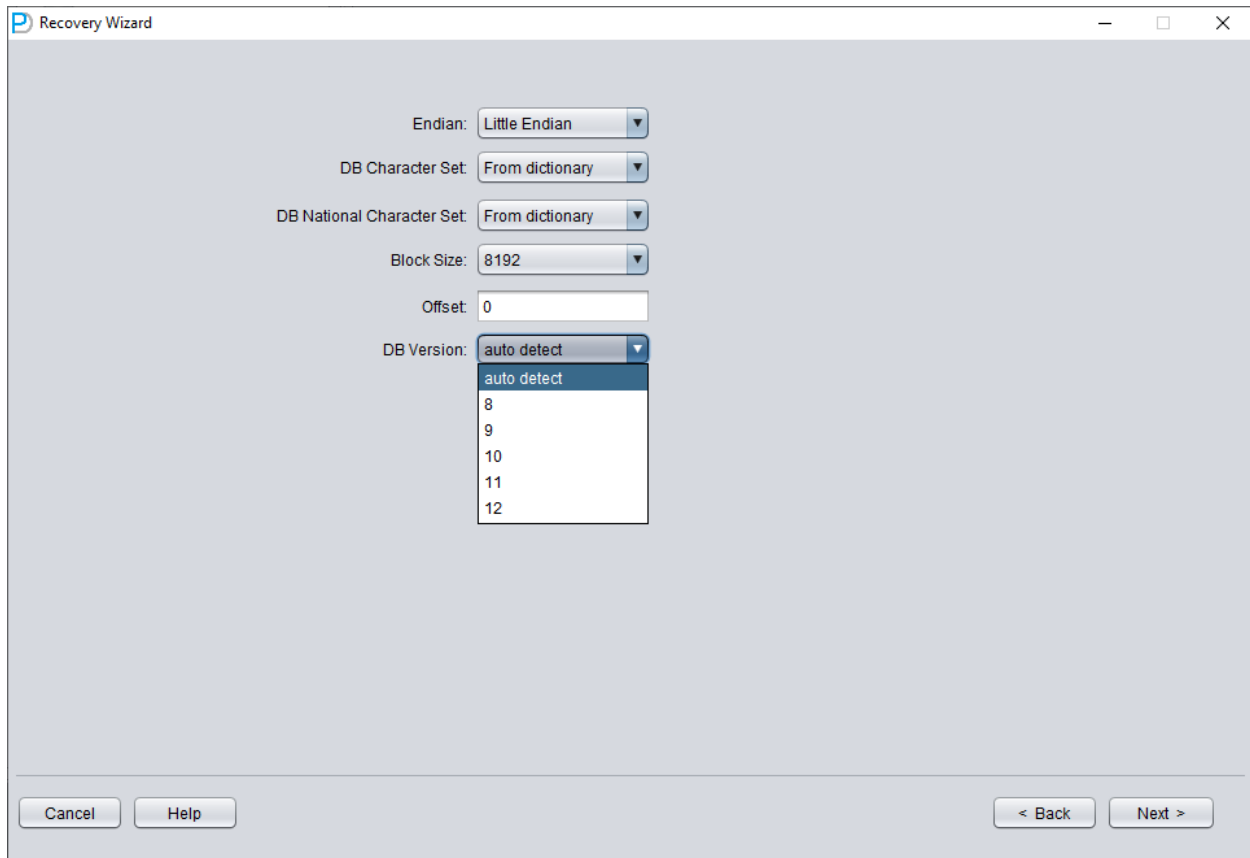 Recovery Wizard
Endian: Little Endian
DB Character Set: From dictionary
DB National Character Set: From dictionary
Block Size: 8192
Offset: 0
DB Version: auto detect
auto detect
8
9
10
11
12
Cancel Help < Back Next >